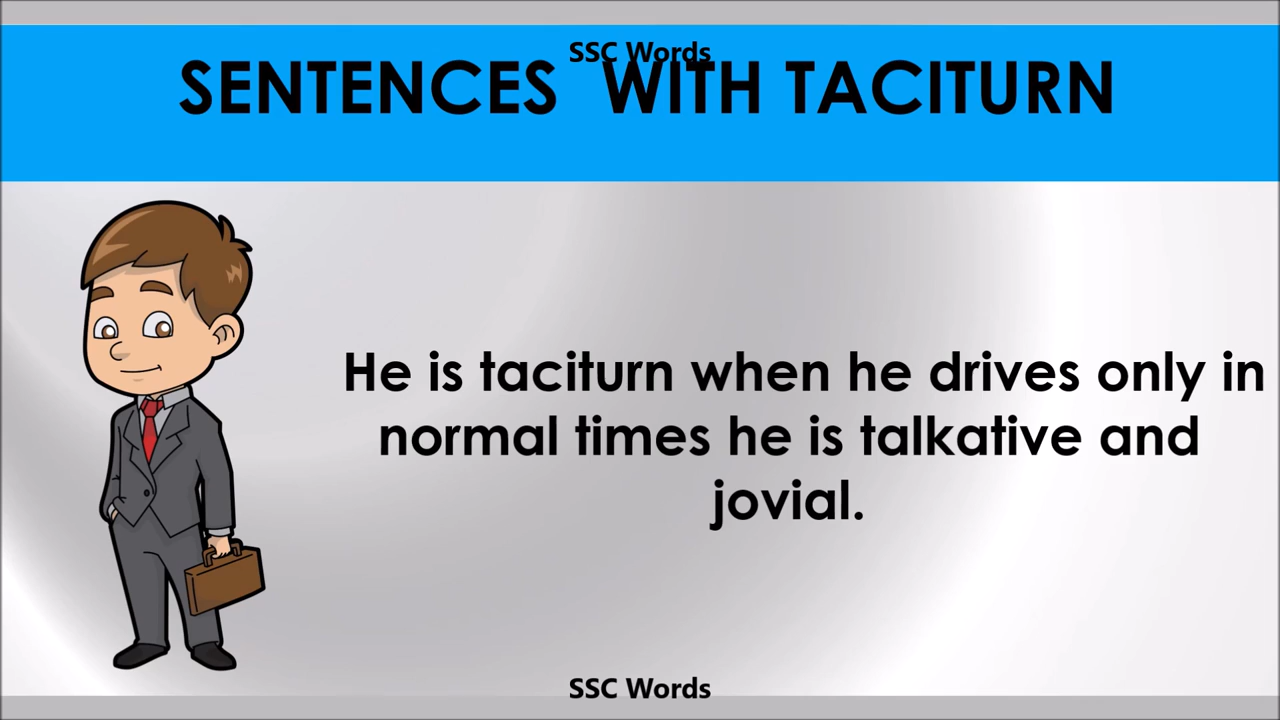 SSC Words
SENTENCES WITH TACITURN
He is taciturn when he drives only in
normal times he is talkative and
jovial.
SSC Words